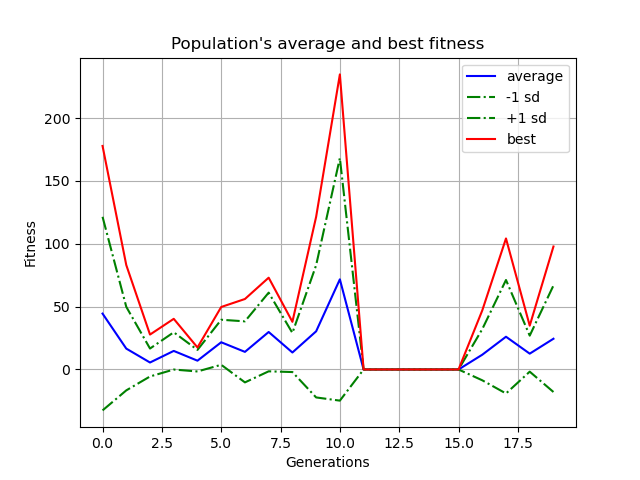 Population's average and best fitness
average
-1 sd
+1 sd
best
200
150
100
50
0
Fitness
0.0 2.5 5.0 7.5 10.0 12.5 15.0 17.5
Generations